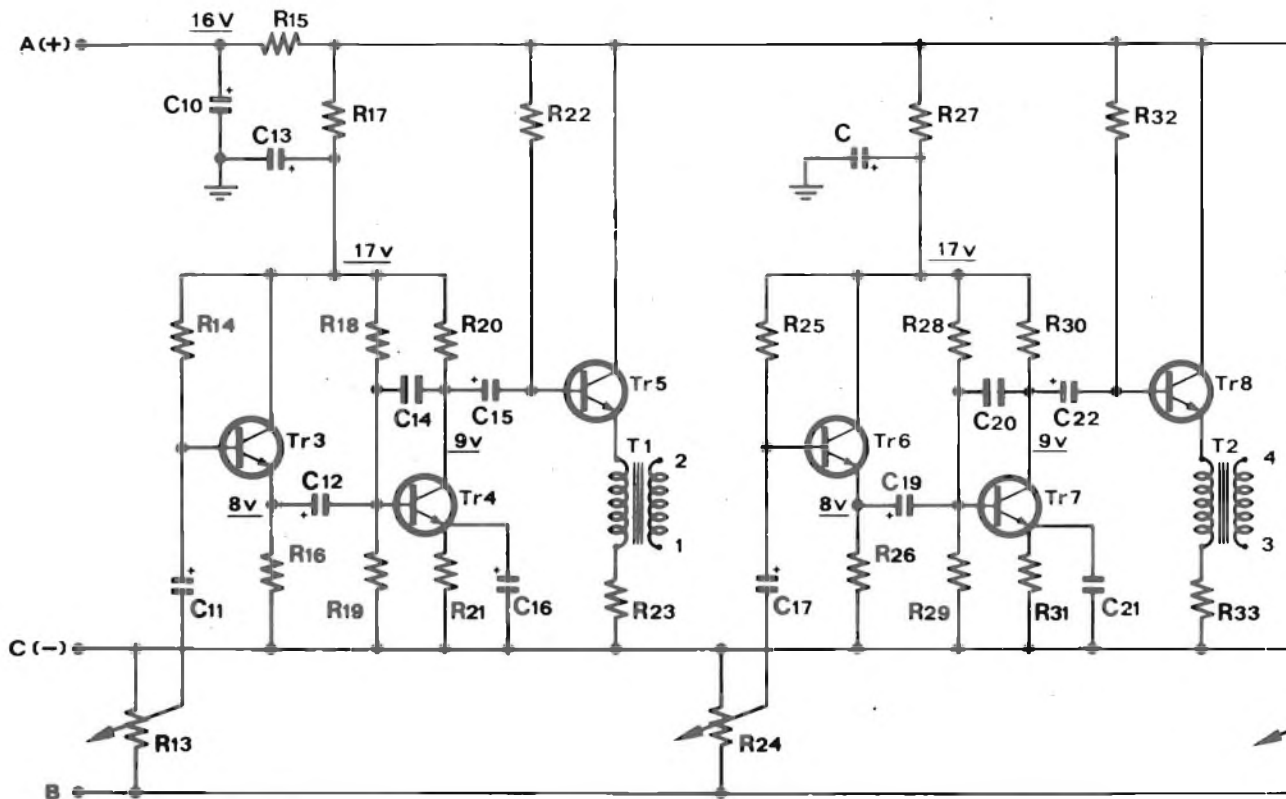 16V R15
A(+)
C10 C13 R17 R22 C R27 R32
17v 17v
R14 R18 R20 R25 R28 R30
Tr5 Tr8
C14 C15 C20 C22
Tr3 9v T1 2 Tr6 9v T2 4
C12 Tr4 C19 Tr7
8v 8v
1 3
R16 R26
C11 R19 R21 C16 R23 C17 R29 R31 C21 R33
C(-)
R13 R24
B